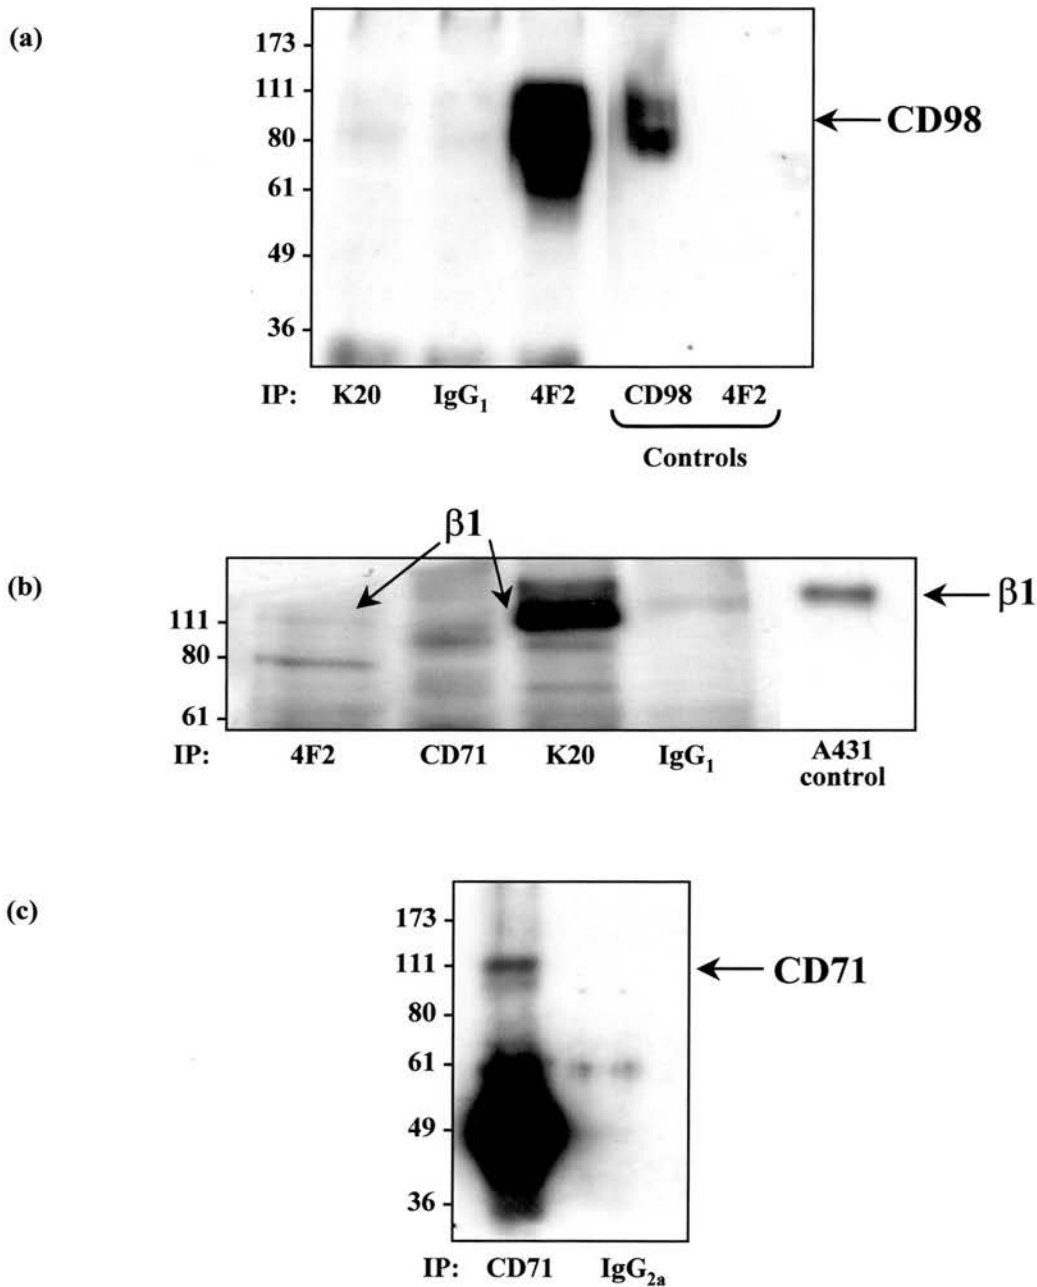 (a)
173
111
80
61
49
36
CD98
IP: K20 IgG1 4F2 CD98 4F2
Controls
(b)
β1
111
80
61
β1
IP: 4F2 CD71 K20 IgG1 A431
control
(c)
173
111
80
61
49
36
CD71
IP: CD71 IgG2a